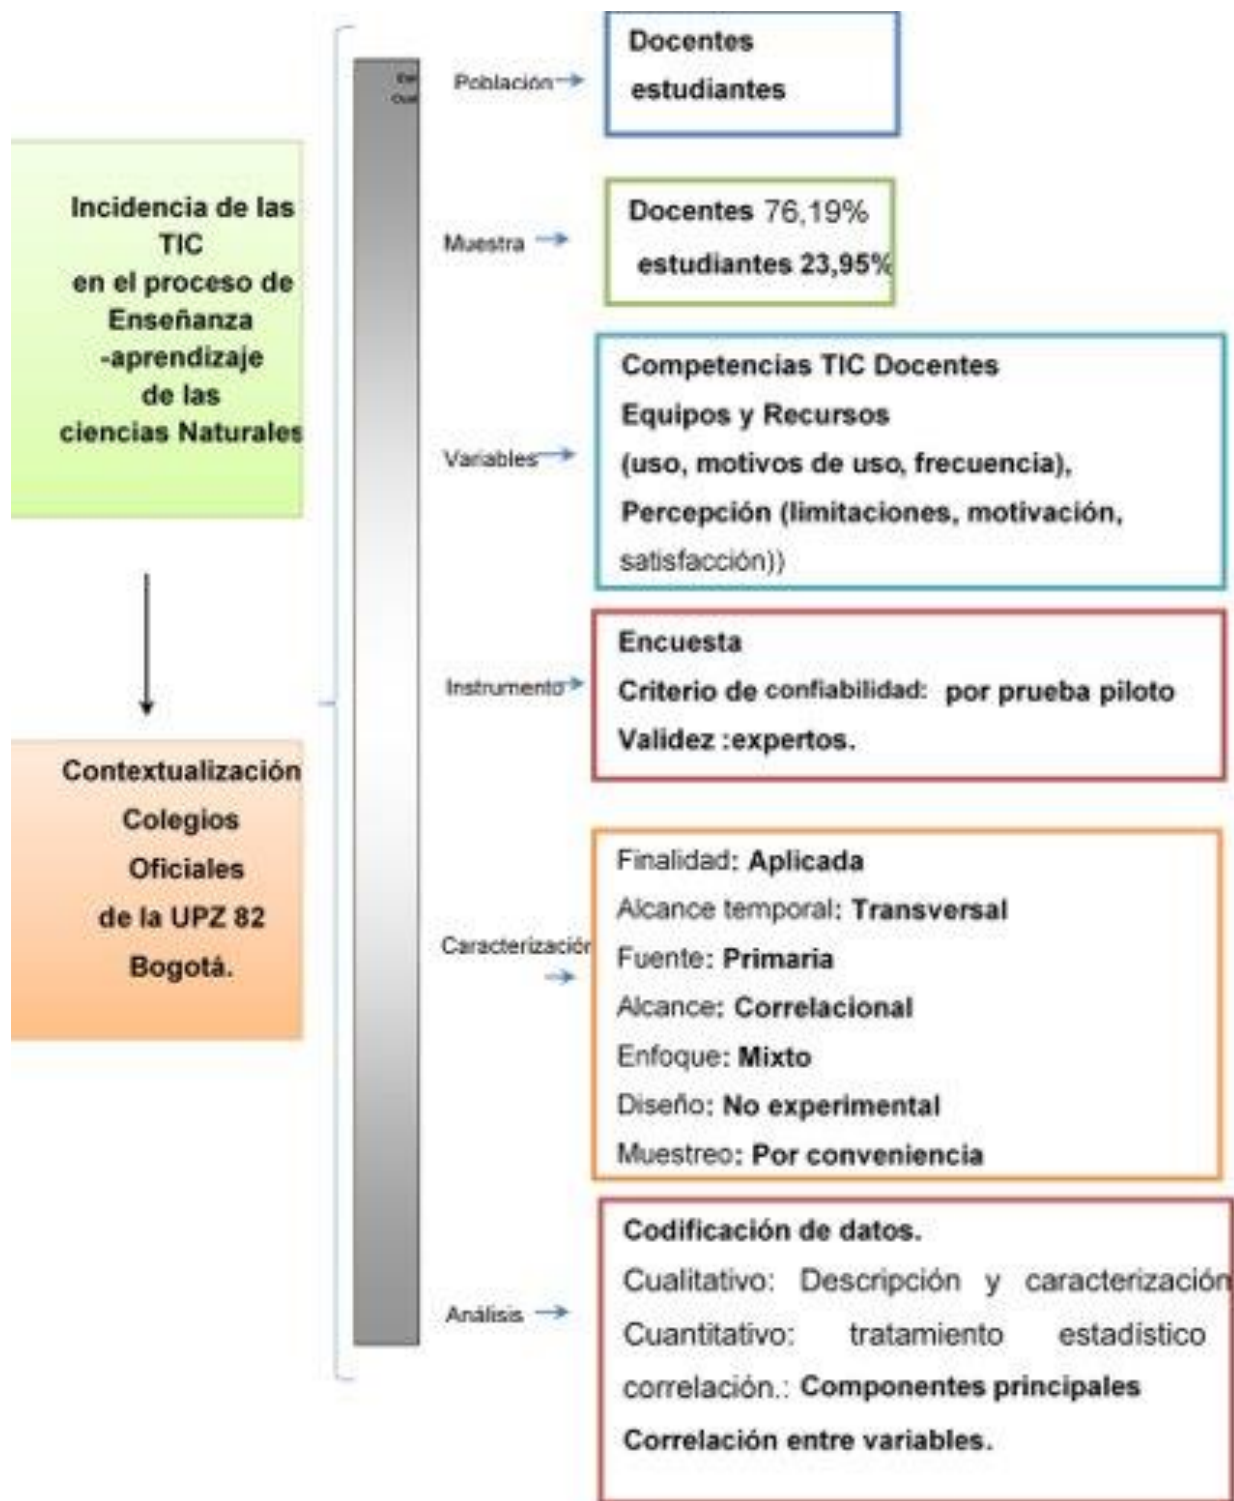 Incidencia de las
TIC
en el proceso de
Enseñanza
-aprendizaje
de las
ciencias Naturales
Contextualización
Colegios
Oficiales
de la UPZ 82
Bogotá.
Población
Docentes
estudiantes
Muestra
Docentes 76,19%
estudiantes 23,95%
Variables
Competencias TIC Docentes
Equipos y Recursos
(uso, motivos de uso, frecuencia),
Percepción (limitaciones, motivación,
satisfacción))
Instrumento
Encuesta
Criterio de confiabilidad: por prueba piloto
Validez :expertos.
Caracterización
Finalidad: Aplicada
Alcance temporal: Transversal
Fuente: Primaria
Alcance: Correlacional
Enfoque: Mixto
Diseño: No experimental
Muestreo: Por conveniencia
Análisis
Codificación de datos.
Cualitativo: Descripción y caracterización
Cuantitativo: tratamiento estadístico
correlación.: Componentes principales
Correlación entre variables.